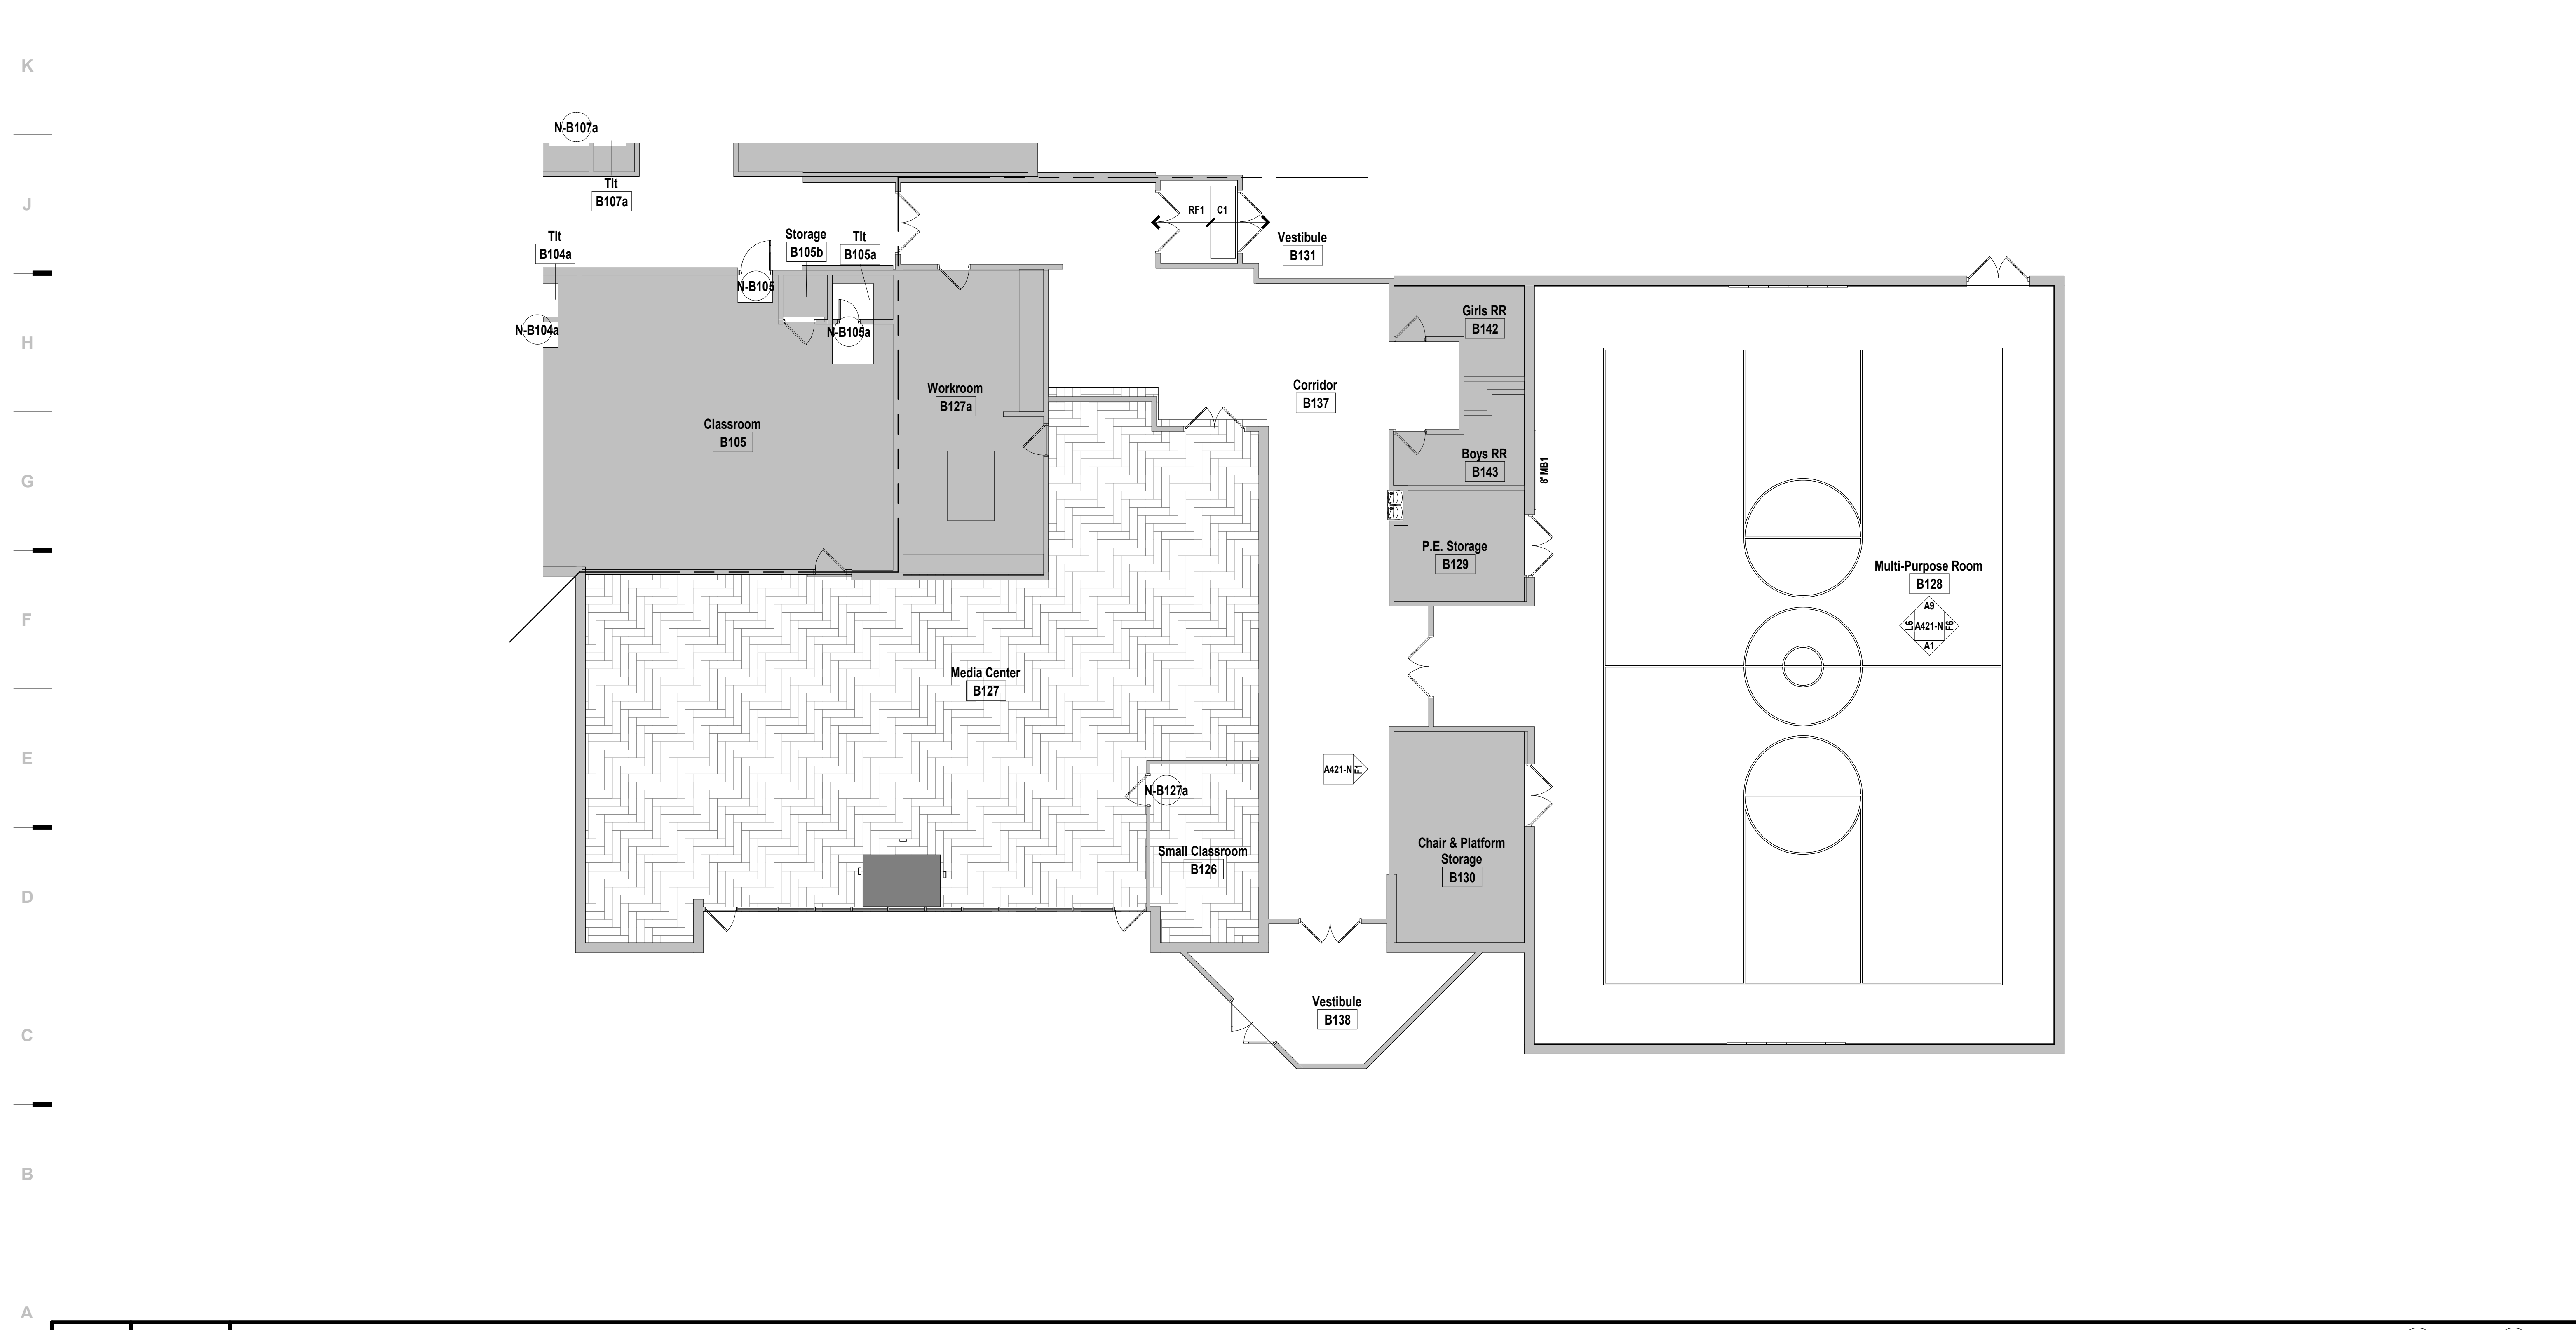 K
N-B107a
Tlt
B107a
J
Tlt
B104a
Storage
B105b
Tlt
B105a
RF1
C1
Vestibule
B131
N-B105
N-B104a
N-B105a
H
Girls RR
B142
Workroom
B127a
Corridor
B137
Classroom
B105
Boys RR
B143
8' MB1
G
P.E. Storage
B129
Multi-Purpose Room
B128
A9
L6
A421-N
F6
A1
F
Media Center
B127
E
A421-N
F1
N-B127a
Small Classroom
B126
Chair & Platform
Storage
B130
D
Vestibule
B138
C
B
A